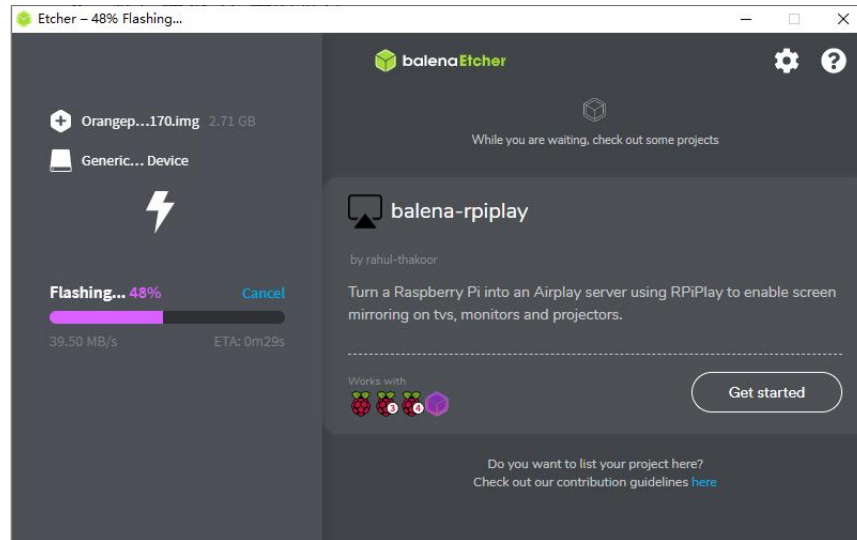 Etcher – 48% Flashing...
balenaEtcher
Orangep...170.img 2.71 GB
Generic... Device
Flashing... 48% Cancel
39.50 MB/s ETA: 0m29s
While you are waiting, check out some projects
balena-rpiplay
by rahul-thakoor
Turn a Raspberry Pi into an Airplay server using RPiPlay to enable screen
mirroring on tvs, monitors and projectors.
Works with
3 4
Get started
Do you want to list your project here?
Check out our contribution guidelines here